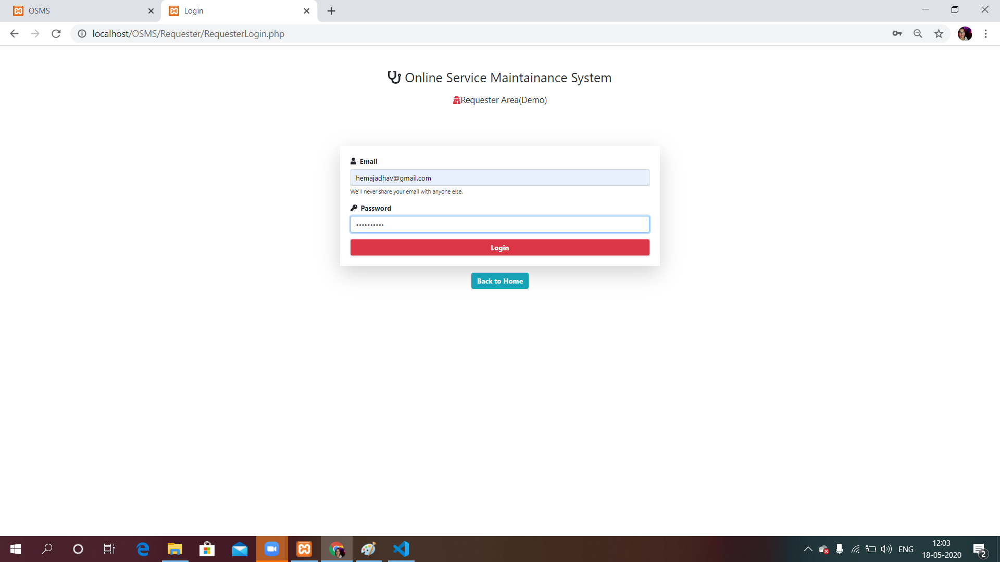 OSMS
Login
localhost/OSMS/Requester/RequesterLogin.php
Online Service Maintainance System
Requester Area(Demo)
Email
hemajadhav@gmail.com
We'll never share your email with anyone else.
Password
••••••••••
Login
Back to Home
ENG
12:03
18-05-2020
2